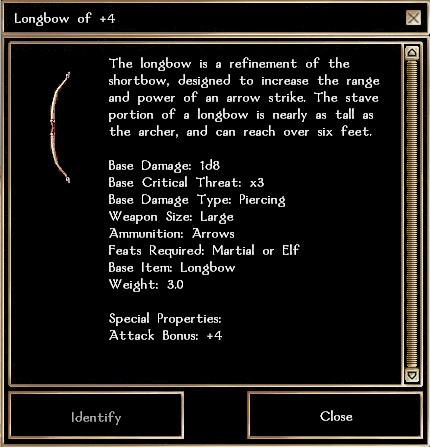 Longbow of +4
The longbow is a refinement of the
shortbow, designed to increase the range
and power of an arrow strike. The stave
portion of a longbow is nearly as tall as
the archer, and can reach over six feet.
Base Damage: 1d8
Base Critical Threat: x3
Base Damage Type: Piercing
Weapon Size: Large
Ammunition: Arrows
Feats Required: Martial or Elf
Base Item: Longbow
Weight: 3.0
Special Properties:
Attack Bonus: +4
Identify
Close